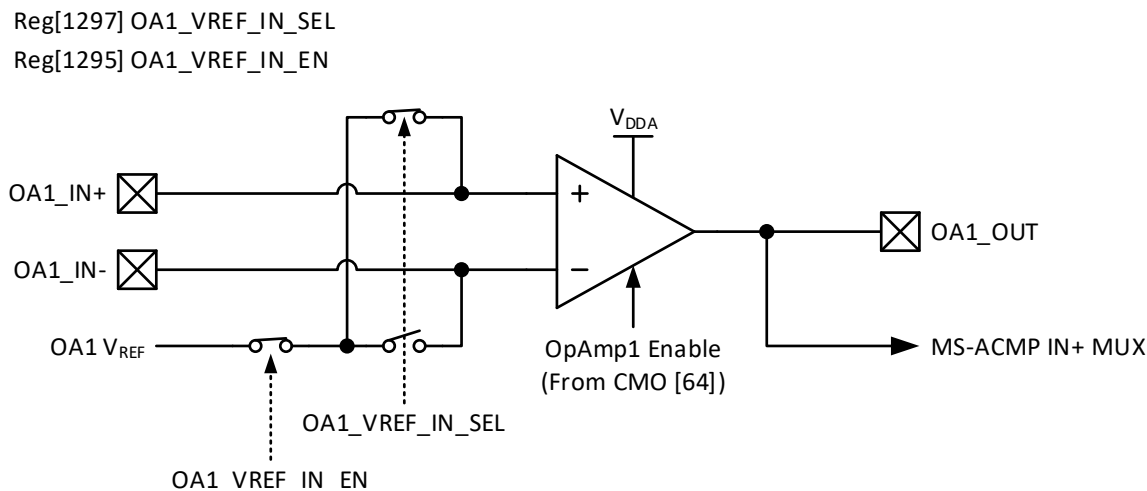 Reg[1297] OA1_VREF_IN_SEL
Reg[1295] OA1_VREF_IN_EN
VDDA
OA1_IN+
+
OA1_OUT
OA1_IN-
−
OA1 VREF
OpAmp1 Enable
(From CMO [64])
MS-ACMP IN+ MUX
OA1_VREF_IN_SEL
OA1_VREF_IN_EN